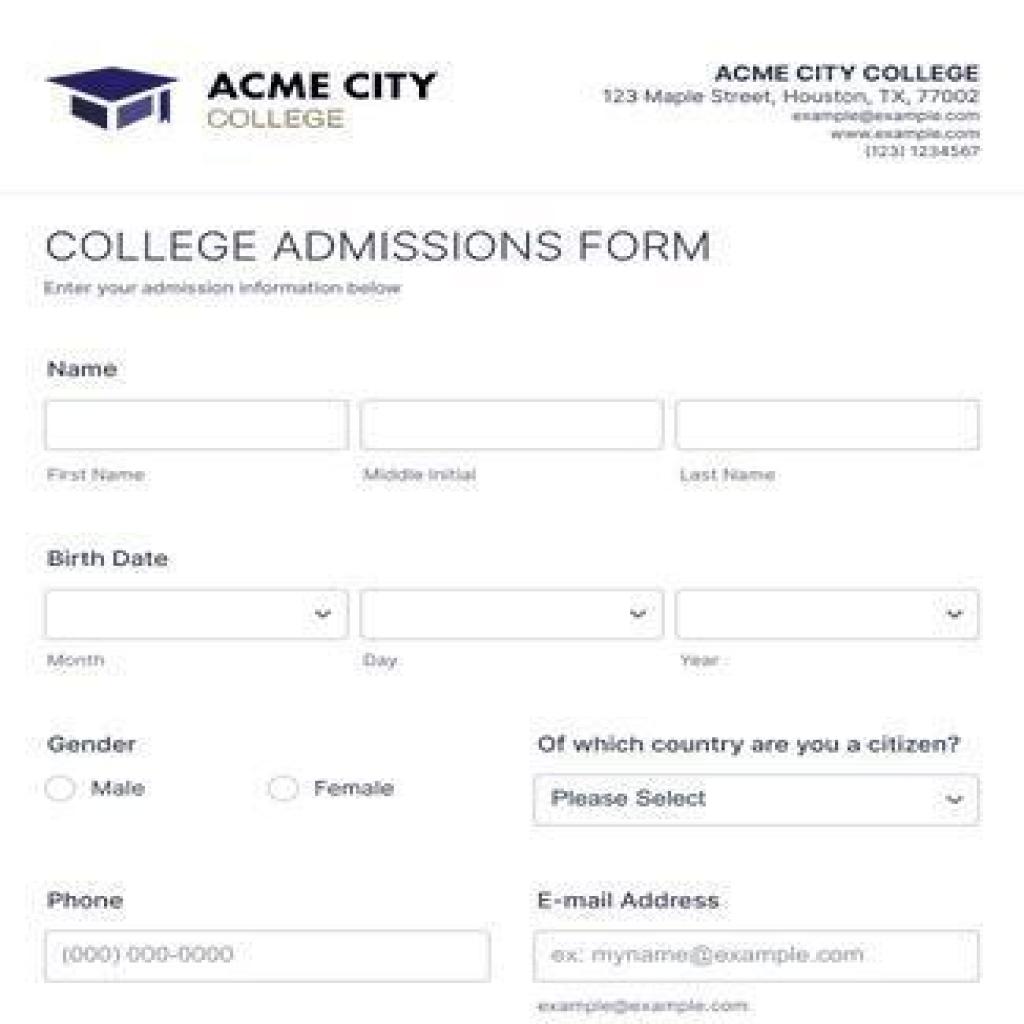 ACME CITY
COLLEGE
ACME CITY COLLEGE
123 Maple Street, Houston, TX, 77002
example@example.com
www.example.com
(123) 1234567
COLLEGE ADMISSIONS FORM
Enter your admission information below
Name
First Name
Middle Initial
Last Name
Birth Date
Month
Day
Year
Gender
Male
Female
Of which country are you a citizen?
Please Select
Phone
(000) 000-0000
E-mail Address
ex: myname@example.com
example@example.com